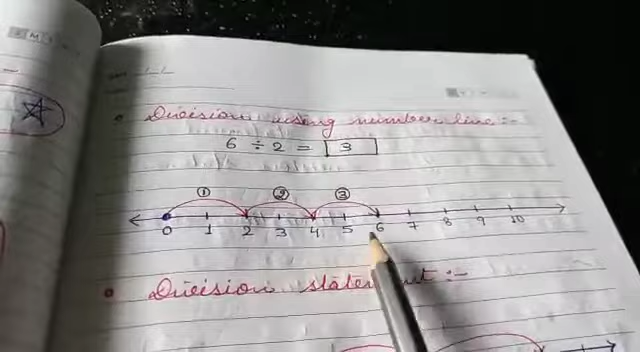 Division using number line :-
6 ÷ 2 = 3
① ② ③
0 1 2 3 4 5 6 7 8 9 10
Division statement :-